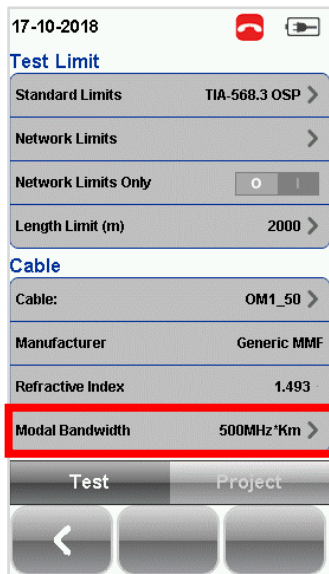 17-10-2018
Test Limit
Standard Limits TIA-568.3 OSP
Network Limits
Network Limits Only O I
Length Limit (m) 2000
Cable
Cable: OM1_50
Manufacturer Generic MMF
Refractive Index 1.493
Modal Bandwidth 500MHz*Km
Test Project